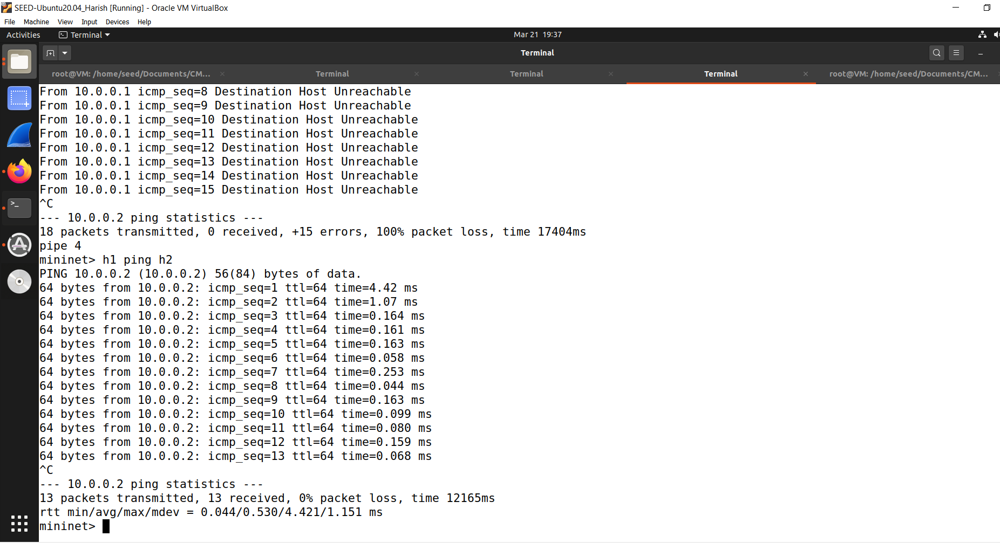 SEED-Ubuntu20.04_Harish [Running] - Oracle VM VirtualBox
File Machine View Input Devices Help
Activities Terminal Mar 21 19:37
Terminal
root@VM: /home/seed/Documents/CM... Terminal Terminal Terminal root@VM: /home/seed/Documents/CM...
From 10.0.0.1 icmp_seq=8 Destination Host Unreachable
From 10.0.0.1 icmp_seq=9 Destination Host Unreachable
From 10.0.0.1 icmp_seq=10 Destination Host Unreachable
From 10.0.0.1 icmp_seq=11 Destination Host Unreachable
From 10.0.0.1 icmp_seq=12 Destination Host Unreachable
From 10.0.0.1 icmp_seq=13 Destination Host Unreachable
From 10.0.0.1 icmp_seq=14 Destination Host Unreachable
From 10.0.0.1 icmp_seq=15 Destination Host Unreachable
^C
--- 10.0.0.2 ping statistics ---
18 packets transmitted, 0 received, +15 errors, 100% packet loss, time 17404ms
pipe 4
mininet> h1 ping h2
PING 10.0.0.2 (10.0.0.2) 56(84) bytes of data.
64 bytes from 10.0.0.2: icmp_seq=1 ttl=64 time=4.42 ms
64 bytes from 10.0.0.2: icmp_seq=2 ttl=64 time=1.07 ms
64 bytes from 10.0.0.2: icmp_seq=3 ttl=64 time=0.164 ms
64 bytes from 10.0.0.2: icmp_seq=4 ttl=64 time=0.161 ms
64 bytes from 10.0.0.2: icmp_seq=5 ttl=64 time=0.163 ms
64 bytes from 10.0.0.2: icmp_seq=6 ttl=64 time=0.058 ms
64 bytes from 10.0.0.2: icmp_seq=7 ttl=64 time=0.253 ms
64 bytes from 10.0.0.2: icmp_seq=8 ttl=64 time=0.044 ms
64 bytes from 10.0.0.2: icmp_seq=9 ttl=64 time=0.163 ms
64 bytes from 10.0.0.2: icmp_seq=10 ttl=64 time=0.099 ms
64 bytes from 10.0.0.2: icmp_seq=11 ttl=64 time=0.080 ms
64 bytes from 10.0.0.2: icmp_seq=12 ttl=64 time=0.159 ms
64 bytes from 10.0.0.2: icmp_seq=13 ttl=64 time=0.068 ms
^C
--- 10.0.0.2 ping statistics ---
13 packets transmitted, 13 received, 0% packet loss, time 12165ms
rtt min/avg/max/mdev = 0.044/0.530/4.421/1.151 ms
mininet>